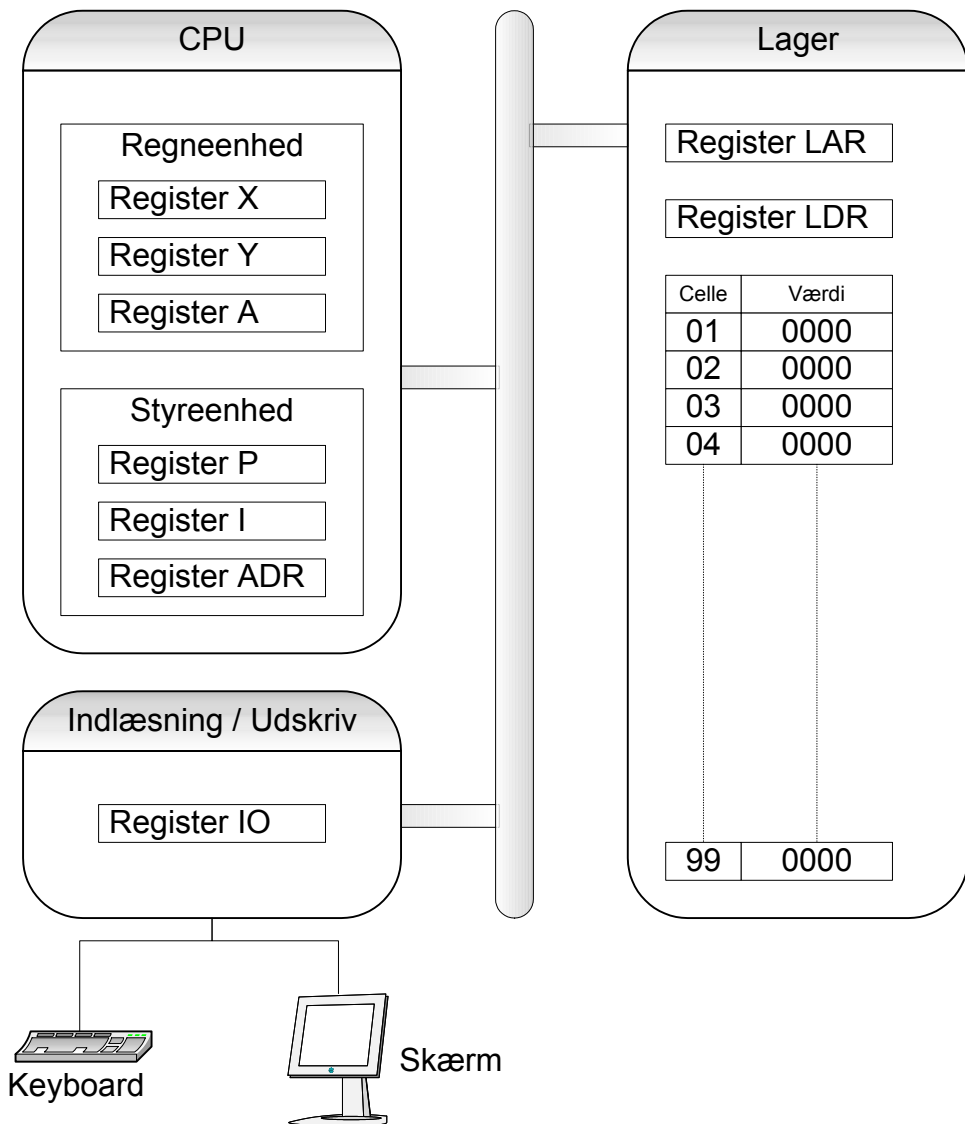 CPU
Regneenhed
Register X
Register Y
Register A
Styreenhed
Register P
Register I
Register ADR
Indlæsning / Udskriv
Register IO
Keyboard
Skærm
Lager
Register LAR
Register LDR
Celle Værdi
01 0000
02 0000
03 0000
04 0000
99 0000